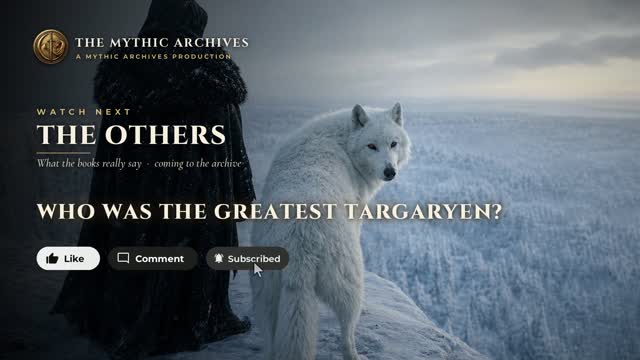 THE MYTHIC ARCHIVES
A MYTHIC ARCHIVES PRODUCTION
WATCH NEXT
THE OTHERS
What the books really say · coming to the archive
WHO WAS THE GREATEST TARGARYEN?
Like
Comment
Subscribed